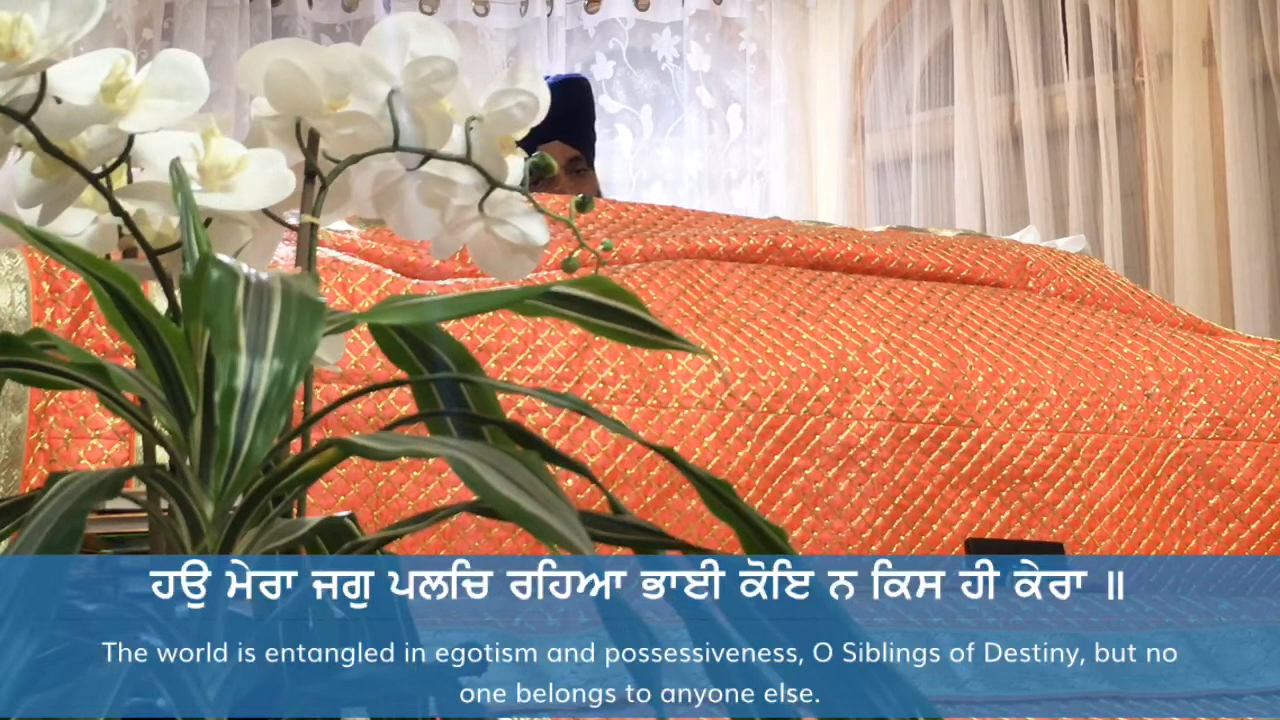 ਹਉ ਮੇਰਾ ਜਗੁ ਪਲਚਿ ਰਹਿਆ ਭਾਈ ਕੋਇ ਨ ਕਿਸ ਹੀ ਕੇਰਾ ॥
The world is entangled in egotism and possessiveness, O Siblings of Destiny, but no
one belongs to anyone else.